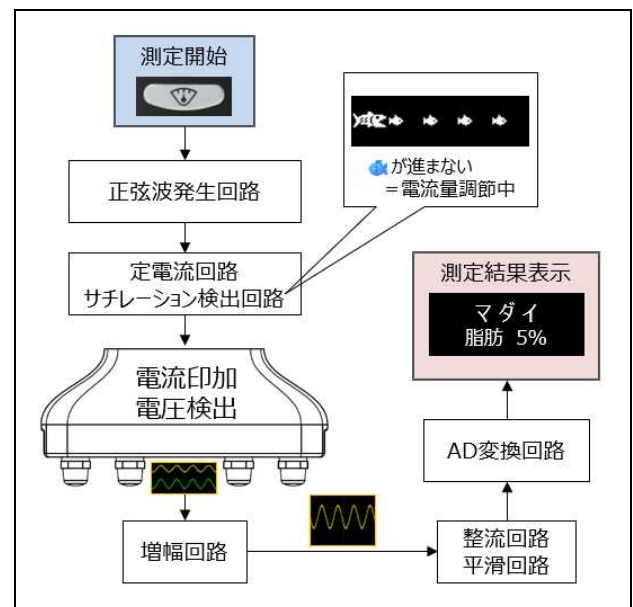 測定開始
正弦波発生回路
定電流回路
サチレーション検出回路
が進まない
=電流量調節中
電流印加
電圧検出
増幅回路
整流回路
平滑回路
AD変換回路
測定結果表示
マダイ
脂肪 5%